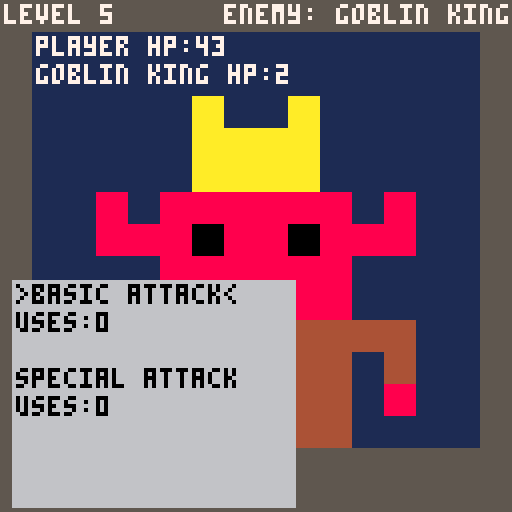 LEVEL 5 ENEMY: GOBLIN KING
PLAYER HP:43
GOBLIN KING HP:2
>BASIC ATTACK<
USES:0
SPECIAL ATTACK
USES:0